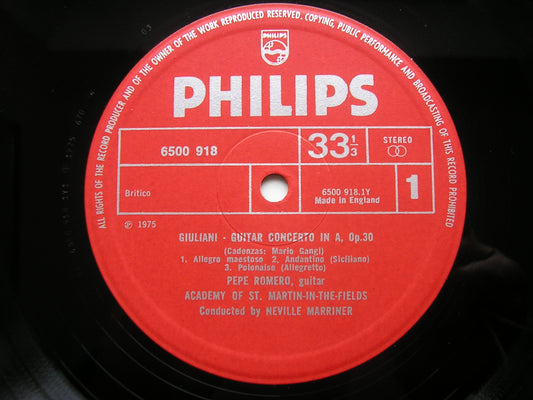 ALL RIGHTS OF THE RECORD PRODUCER AND OF THE OWNER OF THE WORK REPRODUCED RESERVED. COPYING, PUBLIC PERFORMANCE AND BROADCASTING OF THIS RECORD PROHIBITED
PHILIPS
PHILIPS
6500 918
33 1/3
STEREO
Britico
6500 918.1Y
Made in England
1
℗ 1975
GIULIANI - GUITAR CONCERTO IN A, Op.30
(Cadenzas: Mario Gangi)
1. Allegro maestoso 2. Andantino (Siciliano)
3. Polonaise (Allegretto)
PEPE ROMERO, guitar
ACADEMY OF ST. MARTIN-IN-THE-FIELDS
Conducted by NEVILLE MARRINER